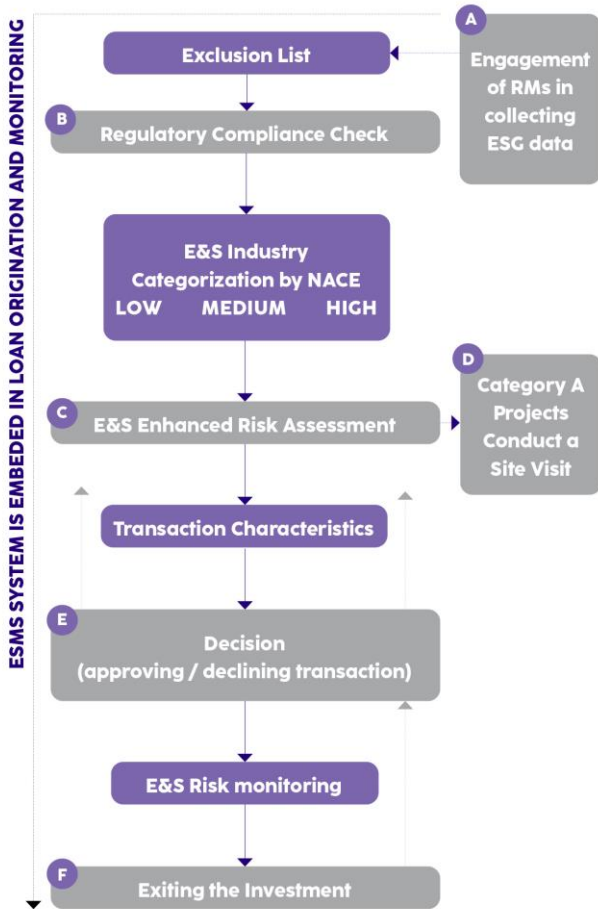 ESMS SYSTEM IS EMBEDED IN LOAN ORIGINATION AND MONITORING
A
Engagement
of RMs in
collecting
ESG data
Exclusion List
B
Regulatory Compliance Check
E&S Industry
Categorization by NACE
LOW MEDIUM HIGH
C
E&S Enhanced Risk Assessment
D
Category A
Projects
Conduct a
Site Visit
Transaction Characteristics
E
Decision
(approving / declining transaction)
E&S Risk monitoring
F
Exiting the Investment